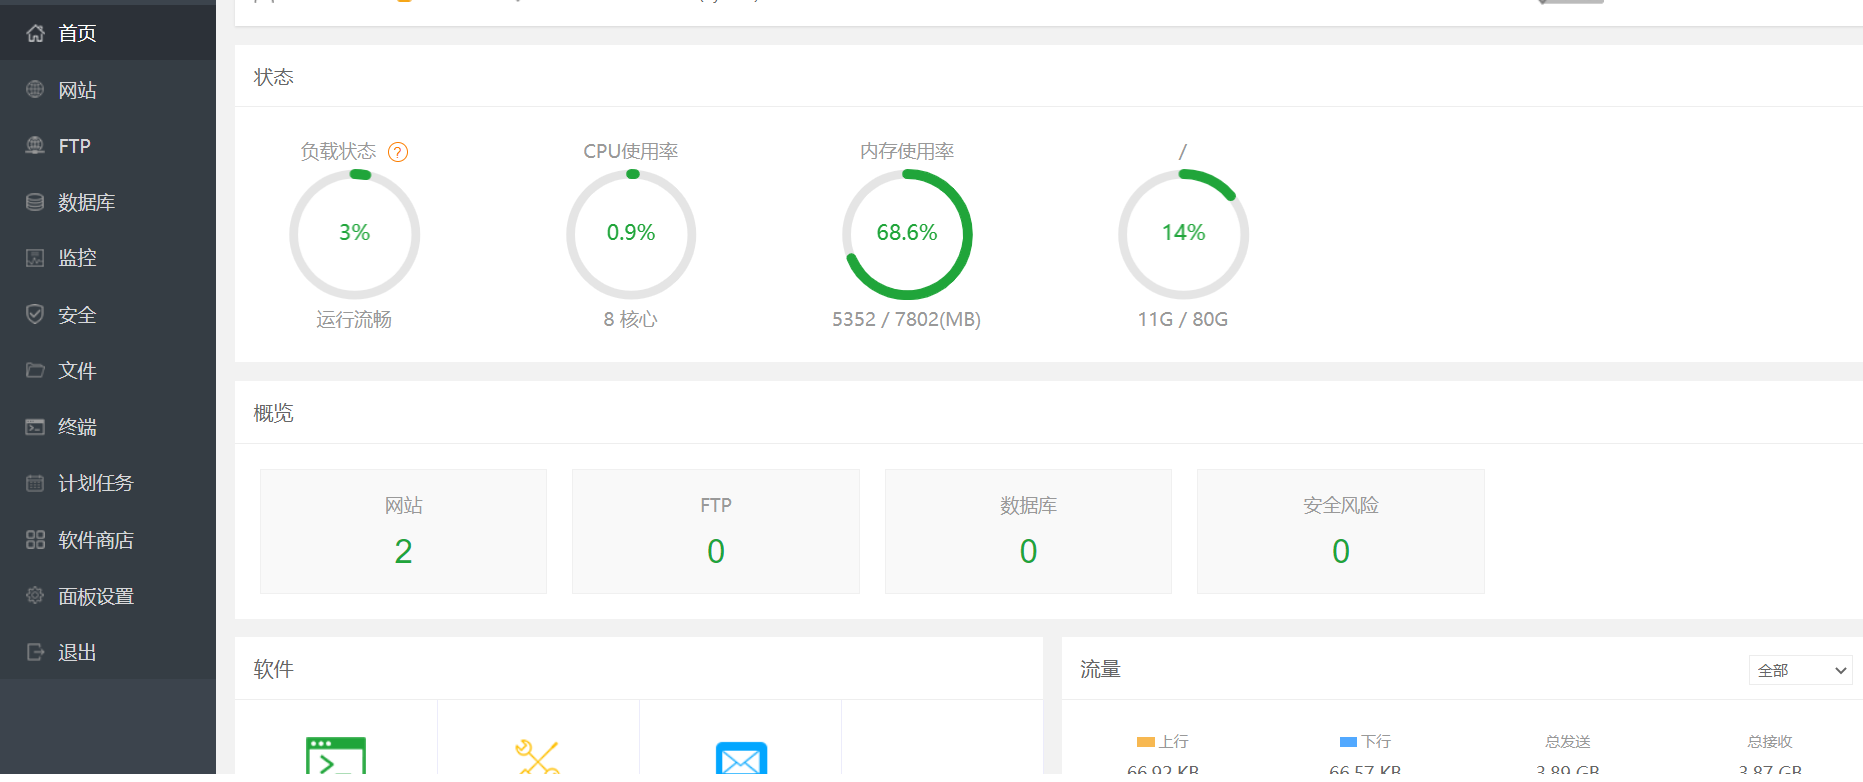 首页
网站
FTP
数据库
监控
安全
文件
终端
计划任务
软件商店
面板设置
退出
状态
负载状态 ?
CPU使用率
内存使用率
/
3%
0.9%
68.6%
14%
运行流畅
8 核心
5352 / 7802(MB)
11G / 80G
概览
网站
FTP
数据库
安全风险
2
0
0
0
软件
流量
全部
上行
下行
总发送
总接收
66.92 KB
66.57 KB
3.89 GB
3.87 GB